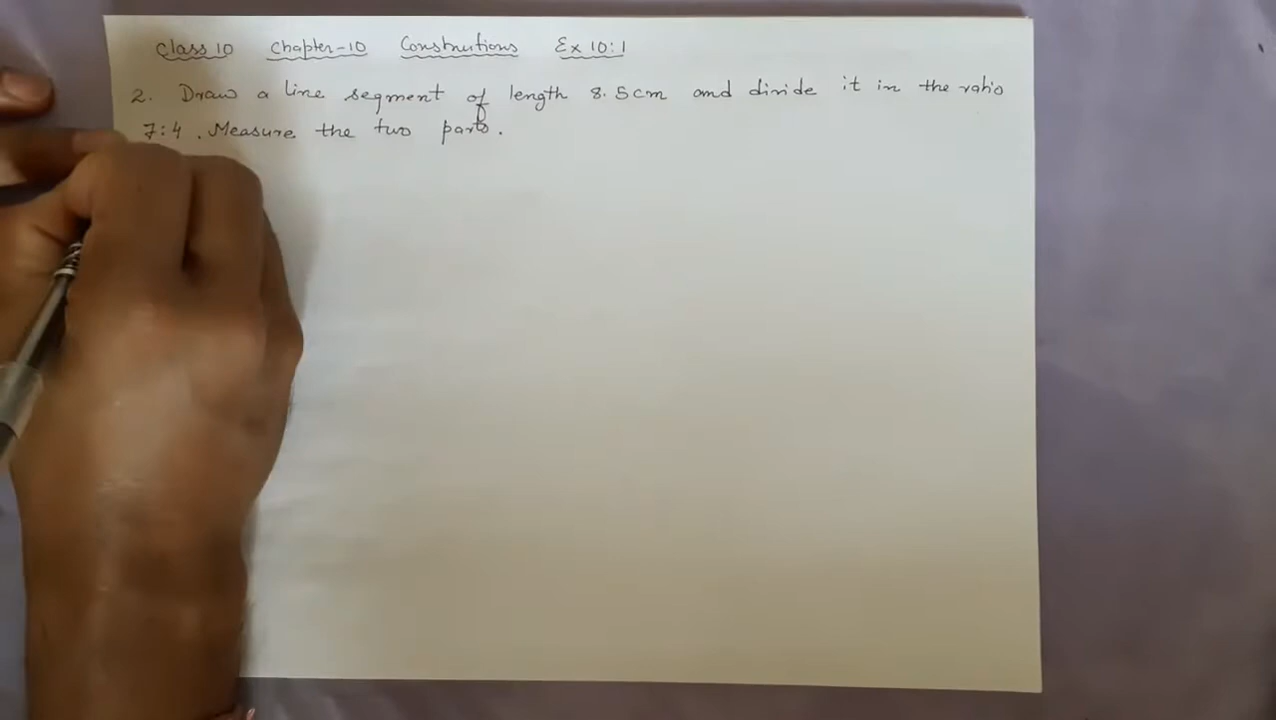 Class 10 Chapter-10 Constructions Ex 10:1
2. Draw a line segment of length 8.5cm and divide it in the ratio
7:4. Measure the two parts.